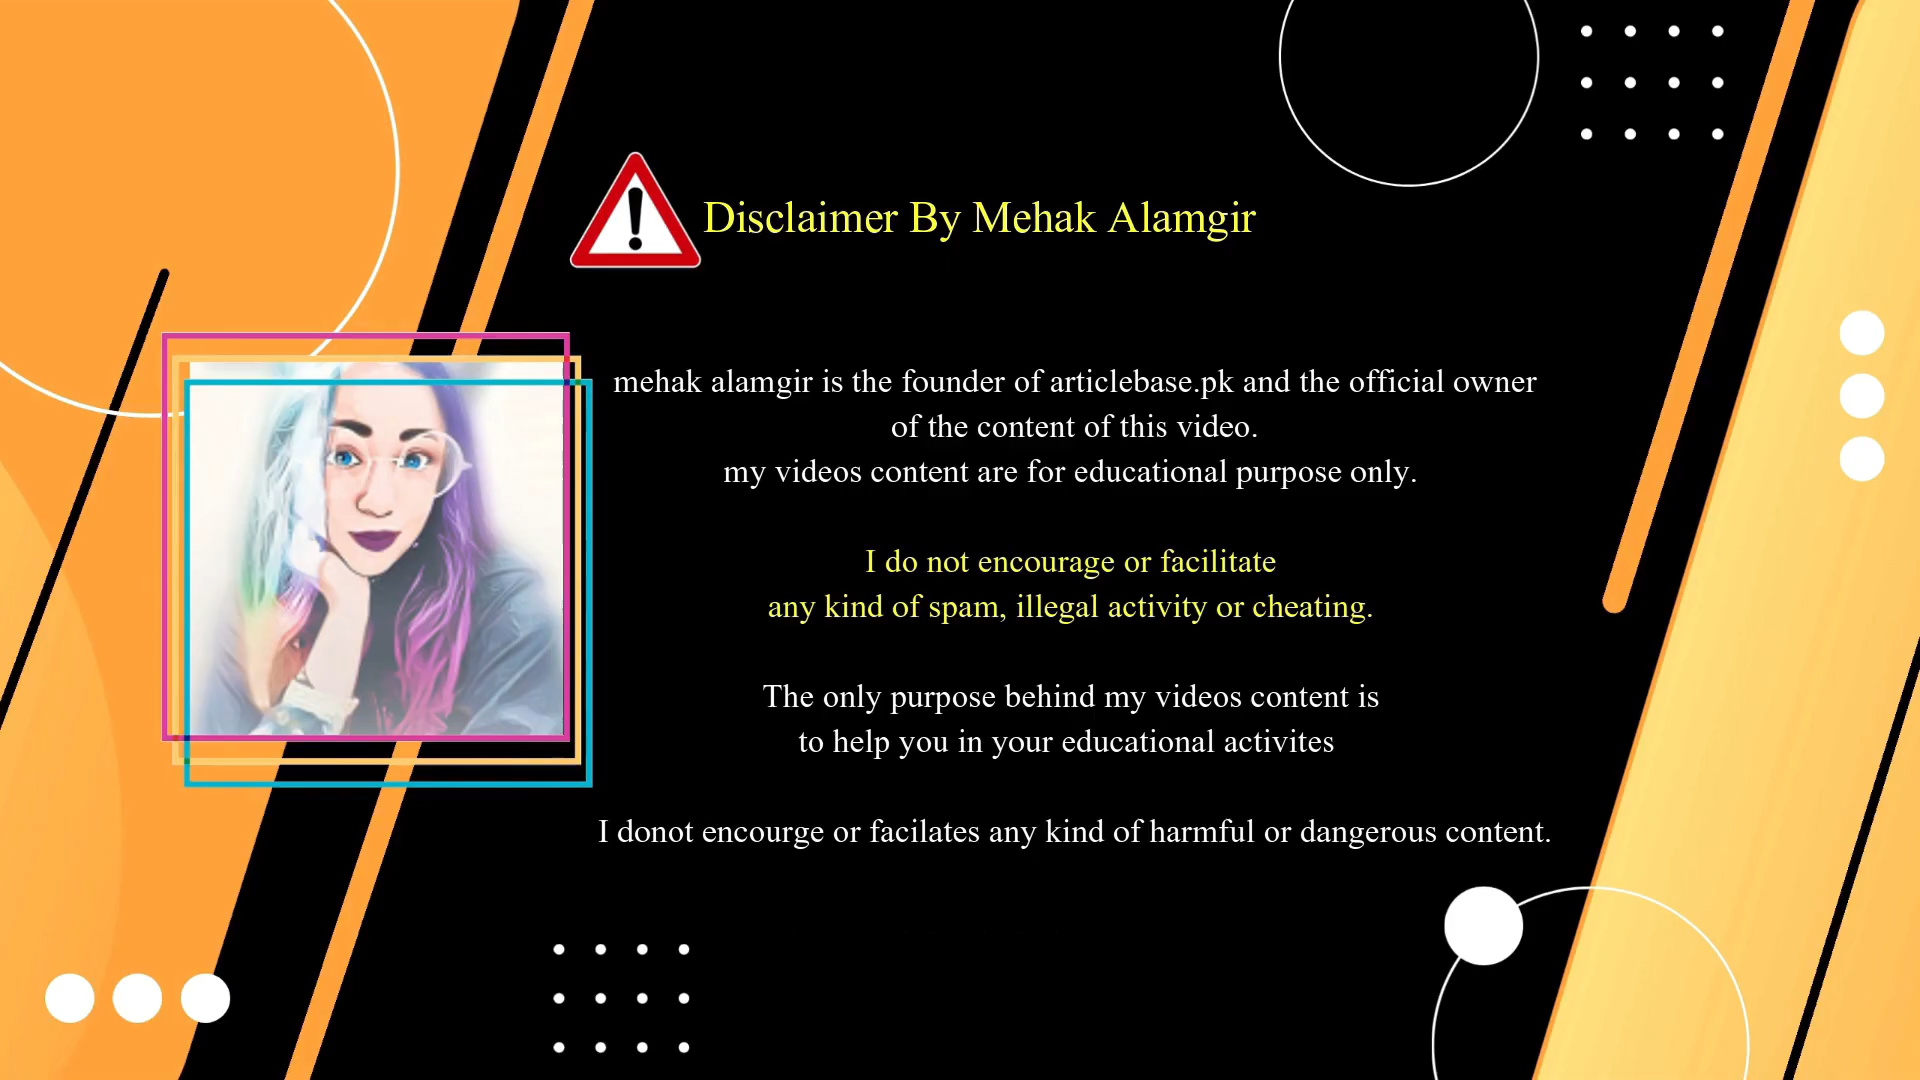 Disclaimer By Mehak Alamgir
mehak alamgir is the founder of articlebase.pk and the official owner
of the content of this video.
my videos content are for educational purpose only.
I do not encourage or facilitate
any kind of spam, illegal activity or cheating.
The only purpose behind my videos content is
to help you in your educational activites
I donot encourge or facilates any kind of harmful or dangerous content.